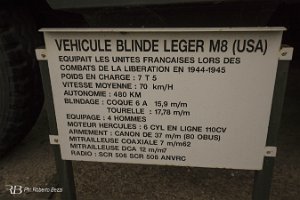 VEHICULE BLINDE LEGER M8 (USA)
EQUIPAIT LES UNITES FRANCAISES LORS DES
COMBATS DE LA LIBERATION EN 1944-1945
POIDS EN CHARGE : 7 T 5
VITESSE MOYENNE : 70 km/H
AUTONOMIE : 480 KM
BLINDAGE : COQUE 6 A 15,9 m/m
TOURELLE : 17,78 m/m
EQUIPAGE : 4 HOMMES
MOTEUR HERCULES : 6 CYL EN LIGNE 110CV
ARMEMENT : CANON DE 37 m/m (80 OBUS)
MITRAILLEUSE COAXIALE 7 m/m62
MITRAILLEUSE DCA 12 m/m7
RADIO : SCR 506 SCR 508 ANVRC
RB Ph: Roberto Benzi